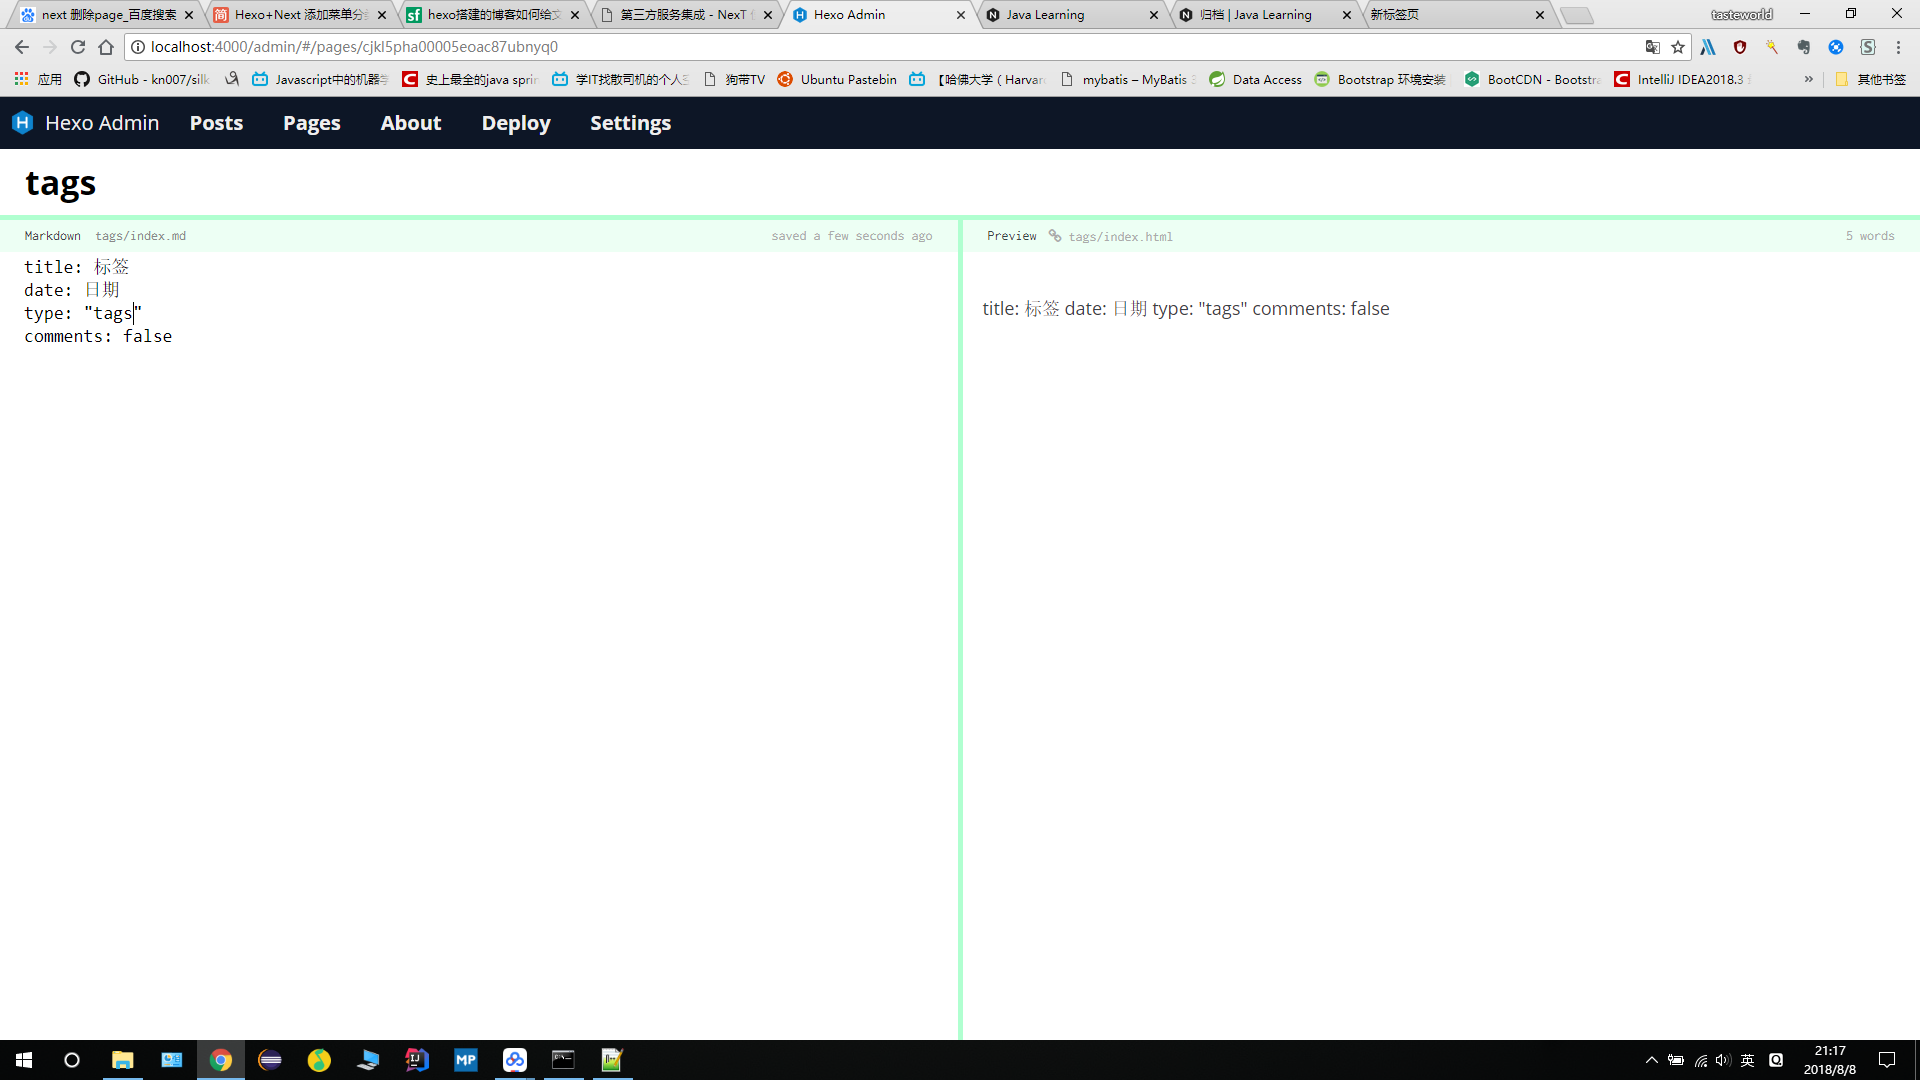 next 删除page_百度搜索
Hexo+Next 添加菜单分
hexo搭建的博客如何给文
第三方服务集成 - NexT
Hexo Admin
Java Learning
归档 | Java Learning
新标签页
tasteworld
localhost:4000/admin/#/pages/cjkl5pha00005eoac87ubnyq0
应用
GitHub - kn007/silk
Javascript中的机器学
史上最全的java sprin
学IT找散司机的个人空
狗蒂TV
Ubuntu Pastebin
【哈佛大学 ( Harvar
mybatis – MyBatis 3
Data Access
Bootstrap 环境安装
BootCDN - Bootstra
IntelliJ IDEA2018.3
»
其他书签
Hexo Admin
Posts
Pages
About
Deploy
Settings
tags
Markdown tags/index.md
saved a few seconds ago
Preview tags/index.html
5 words
title: 标签
date: 日期
type: "tags"
comments: false
title: 标签 date: 日期 type: "tags" comments: false
英
21:17
2018/8/8